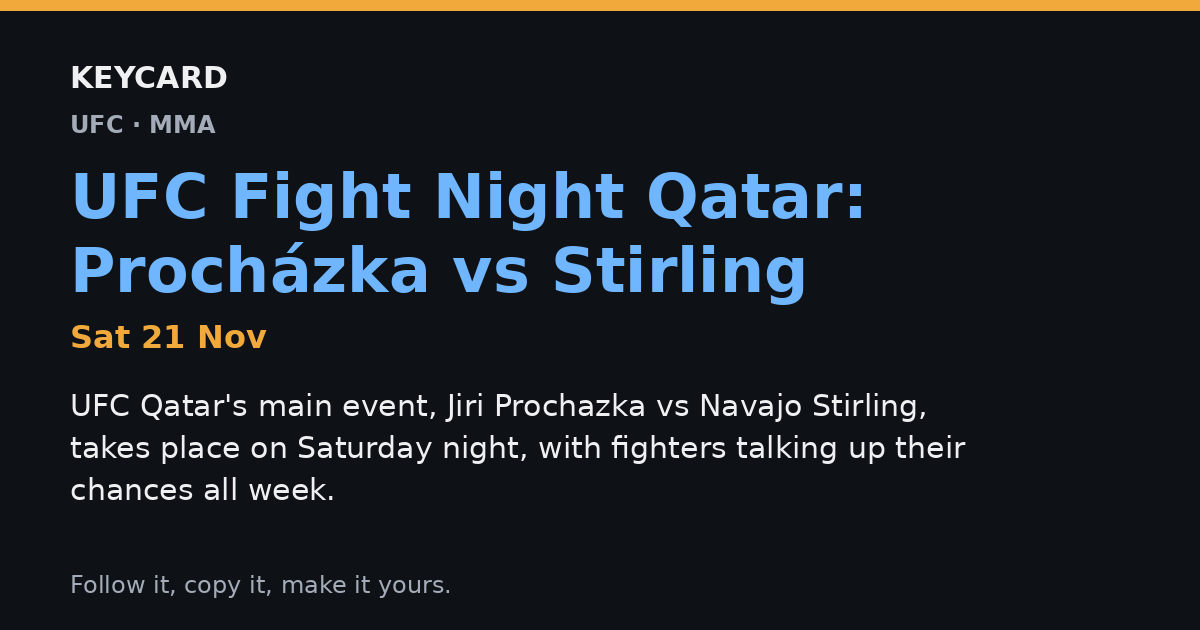 KEYCARD
UFC · MMA
UFC Fight Night Qatar:
Procházka vs Stirling
Sat 21 Nov
UFC Qatar's main event, Jiri Prochazka vs Navajo Stirling,
takes place on Saturday night, with fighters talking up their
chances all week.
Follow it, copy it, make it yours.